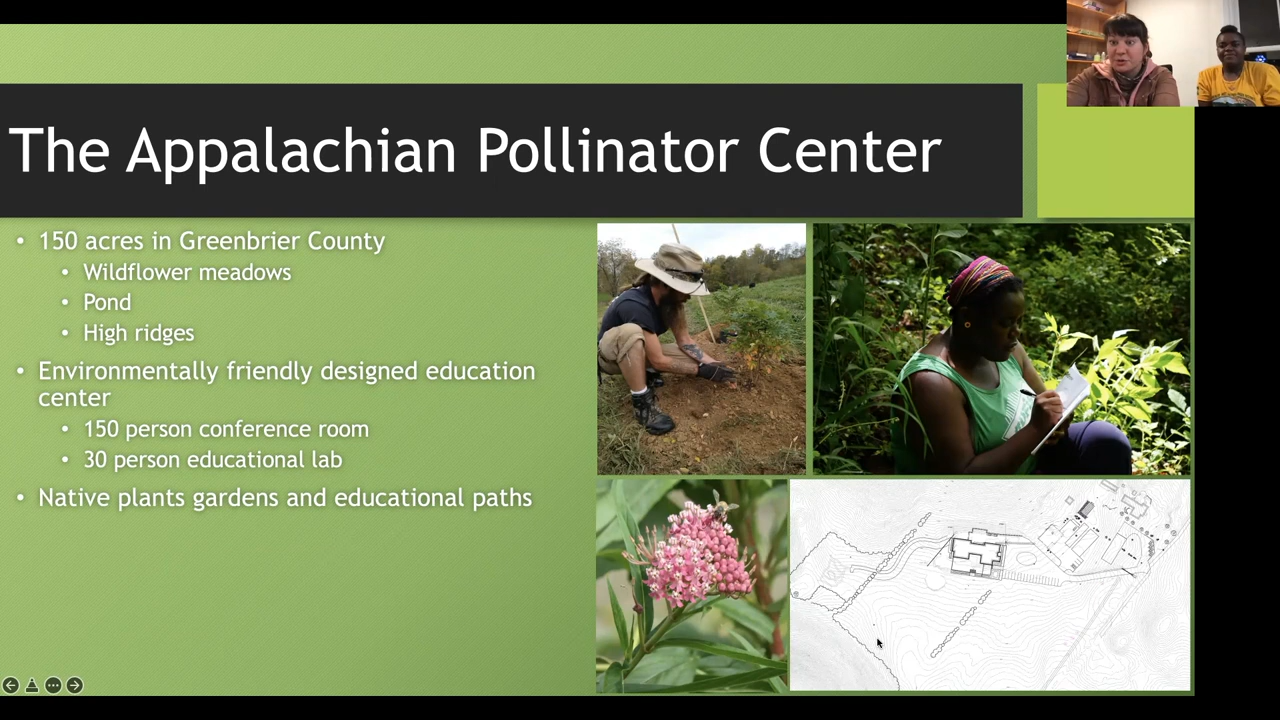 The Appalachian Pollinator Center
• 150 acres in Greenbrier County
• Wildflower meadows
• Pond
• High ridges
• Environmentally friendly designed education
center
• 150 person conference room
• 30 person educational lab
• Native plants gardens and educational paths